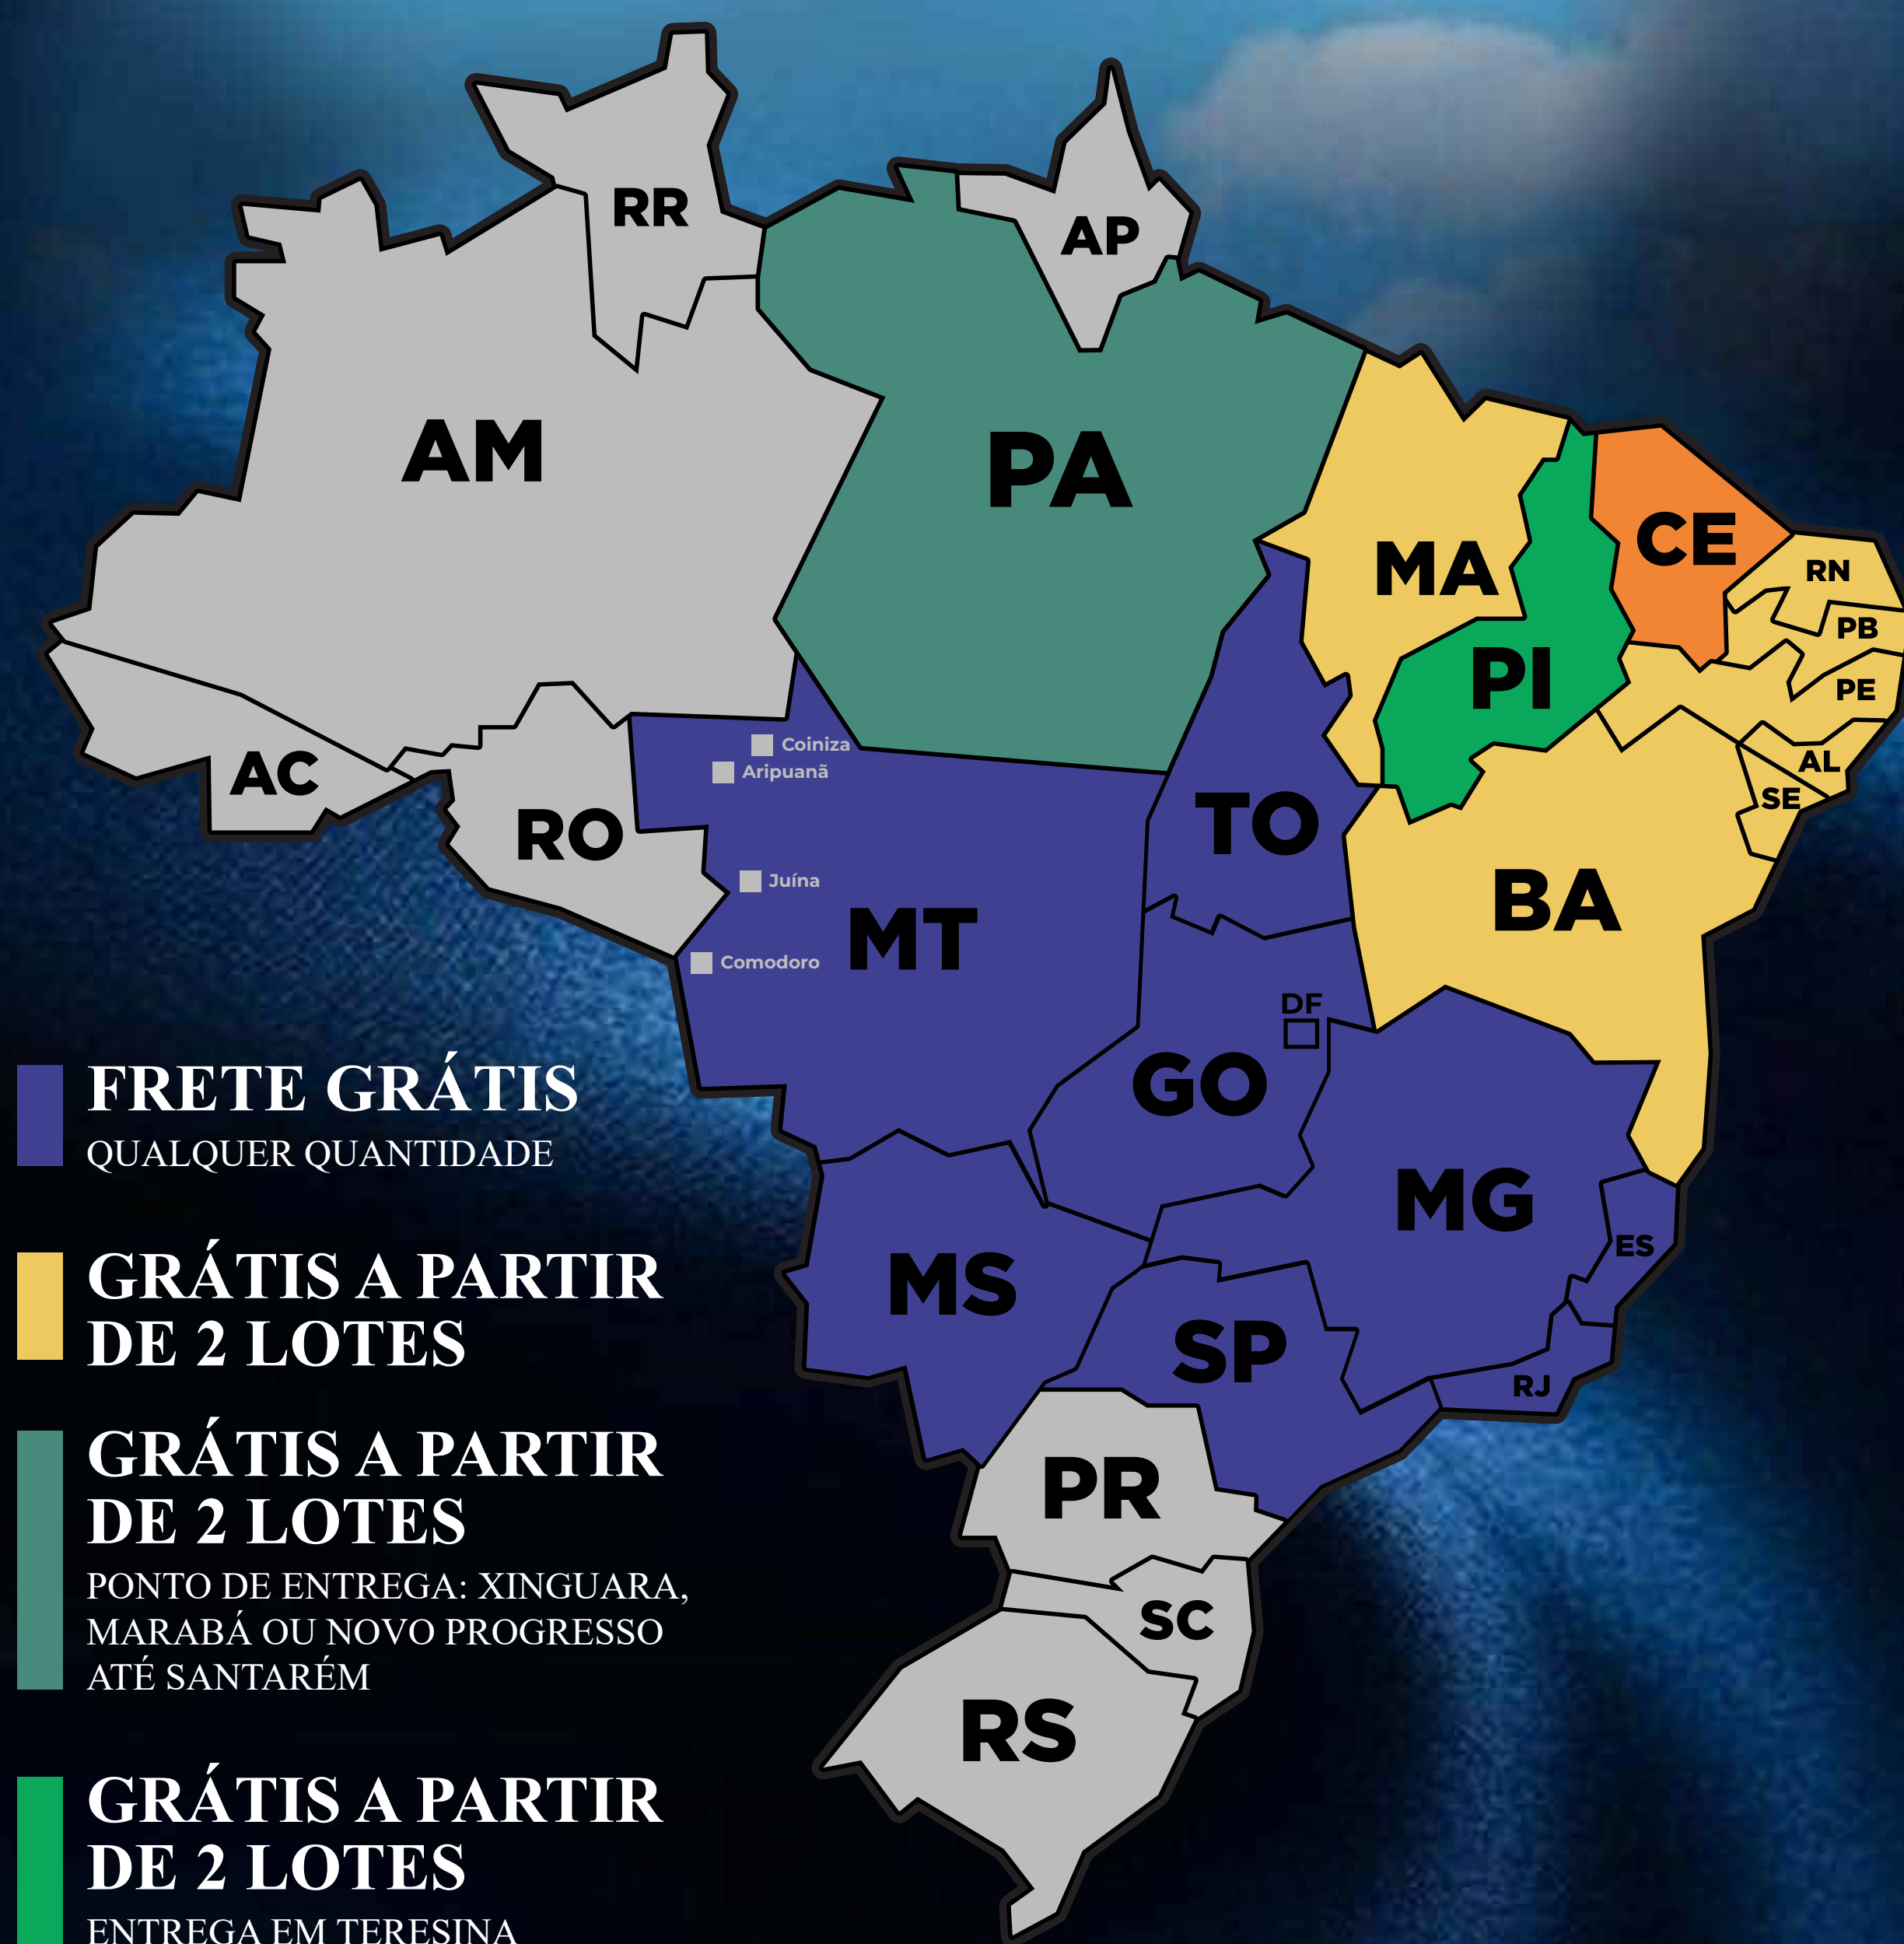 RR
AP
AM
PA
CE
MA
RN
PB
PI
PE
Coiniza
AL
AC
Aripuanã
SE
RO
TO
Juína
BA
MT
Comodoro
DF
GO
FRETE GRÁTIS
QUALQUER QUANTIDADE
MG
ES
MS
GRÁTIS A PARTIR
DE 2 LOTES
SP
RJ
GRÁTIS A PARTIR
DE 2 LOTES
PONTO DE ENTREGA: XINGUARA,
MARABÁ OU NOVO PROGRESSO
ATÉ SANTARÉM
PR
SC
RS
GRÁTIS A PARTIR
DE 2 LOTES
ENTREGA EM TERESINA